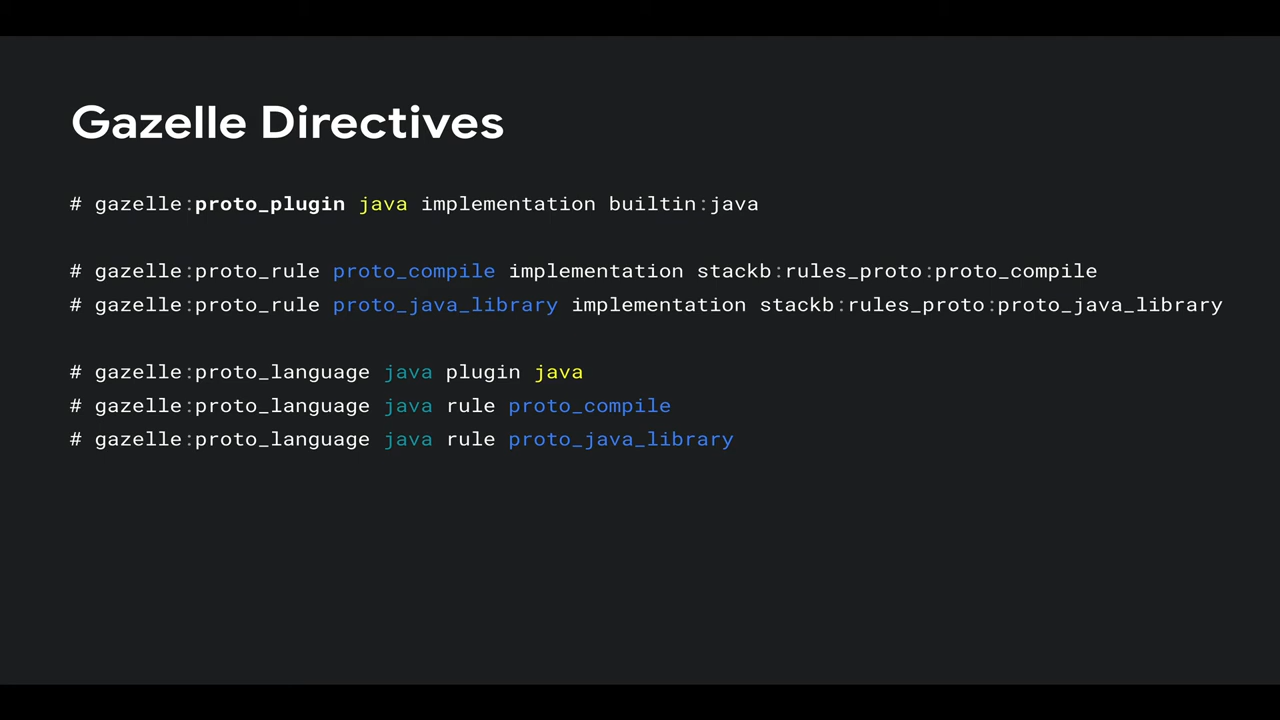 Gazelle Directives
# gazelle:proto_plugin java implementation builtin:java
# gazelle:proto_rule proto_compile implementation stackb:rules_proto:proto_compile
# gazelle:proto_rule proto_java_library implementation stackb:rules_proto:proto_java_library
# gazelle:proto_language java plugin java
# gazelle:proto_language java rule proto_compile
# gazelle:proto_language java rule proto_java_library